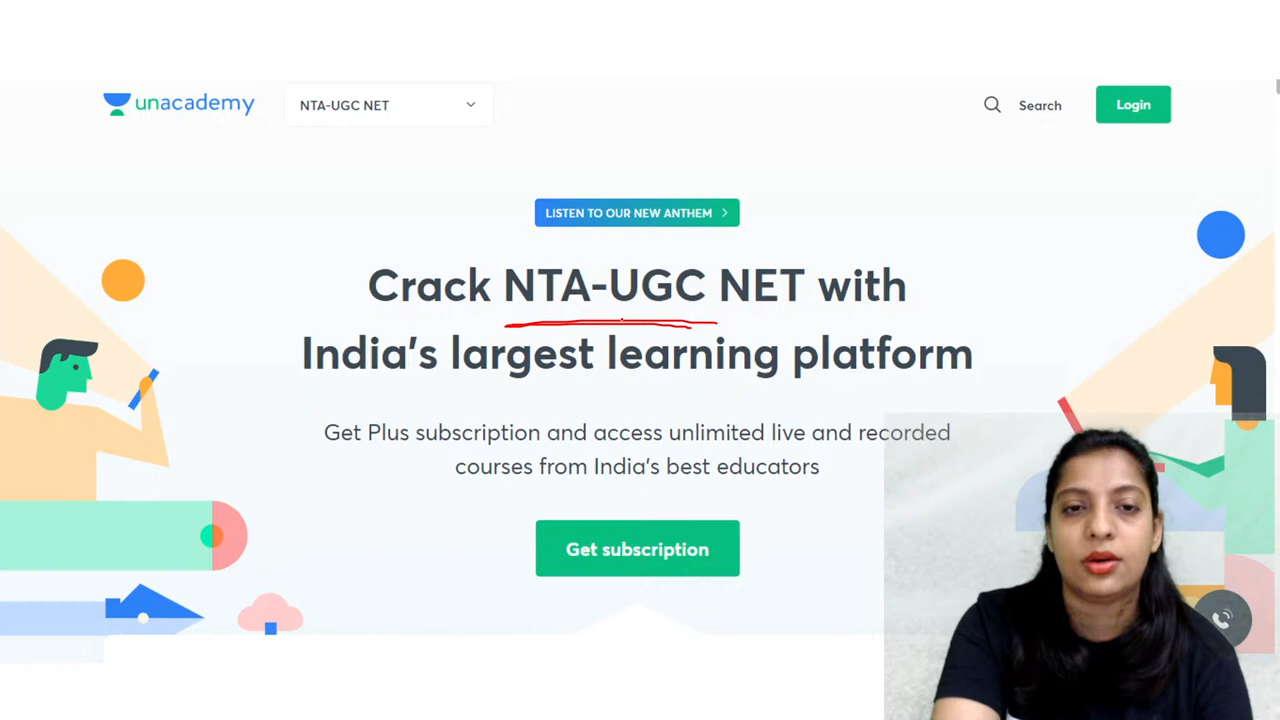 unacademy
NTA-UGC NET
Search
Login
LISTEN TO OUR NEW ANTHEM
Crack NTA-UGC NET with
India's largest learning platform
Get Plus subscription and access unlimited live and recorded
courses from India's best educators
Get subscription